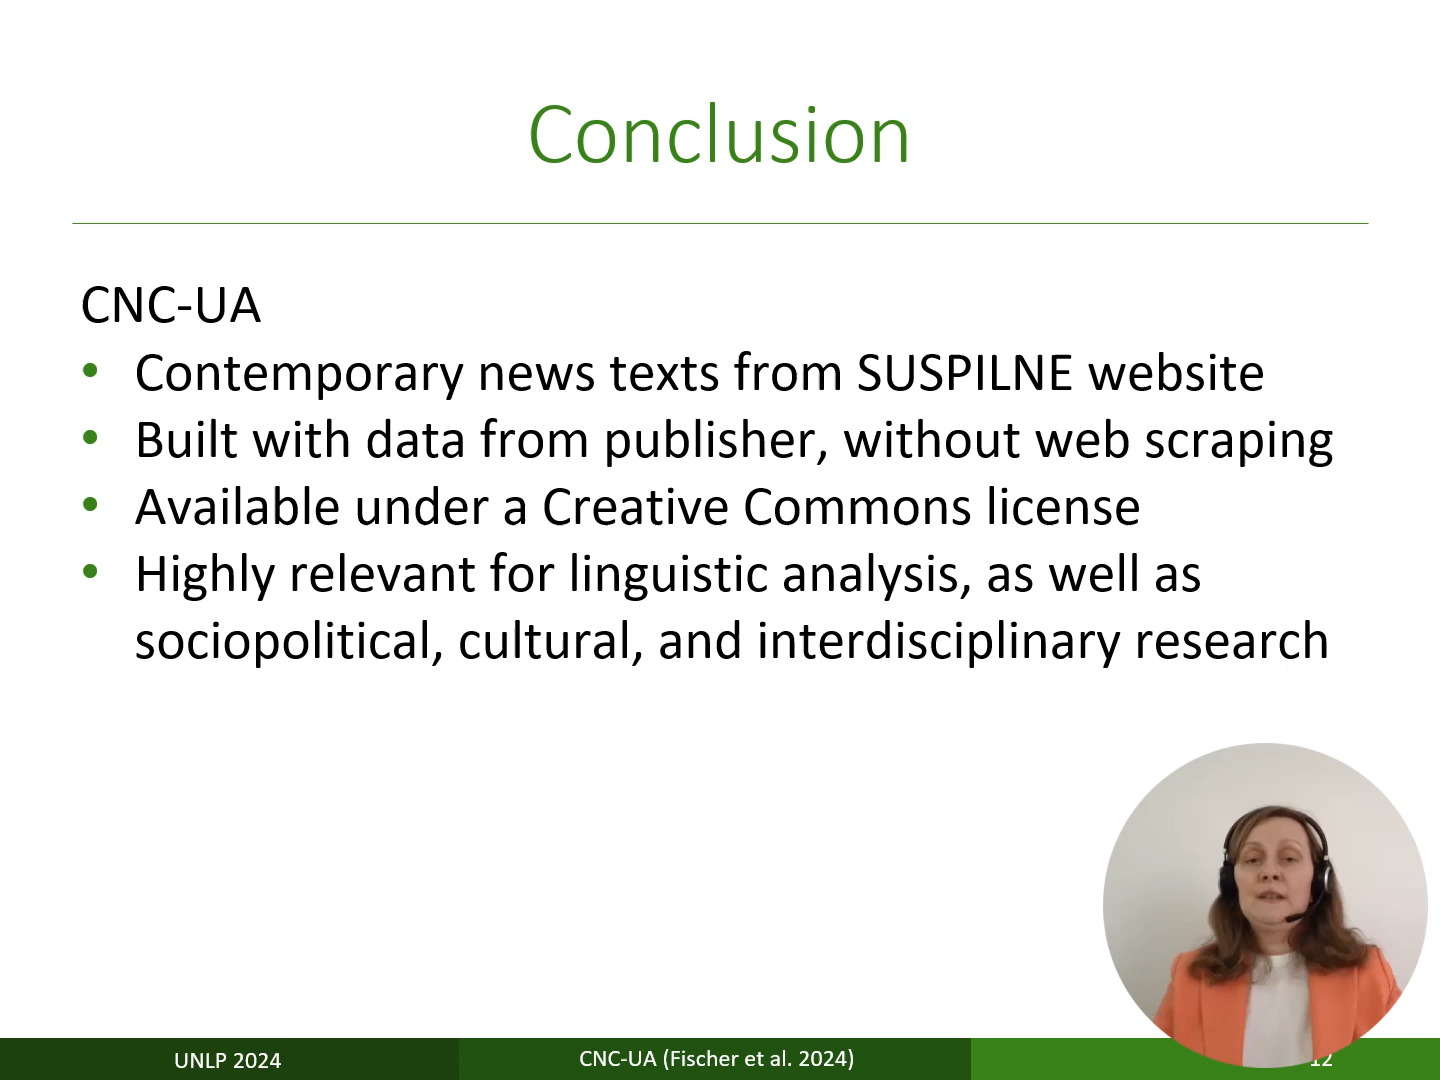 Conclusion
CNC-UA
• Contemporary news texts from SUSPILNE website
• Built with data from publisher, without web scraping
• Available under a Creative Commons license
• Highly relevant for linguistic analysis, as well as
sociopolitical, cultural, and interdisciplinary research
UNLP 2024
CNC-UA (Fischer et al. 2024)
12